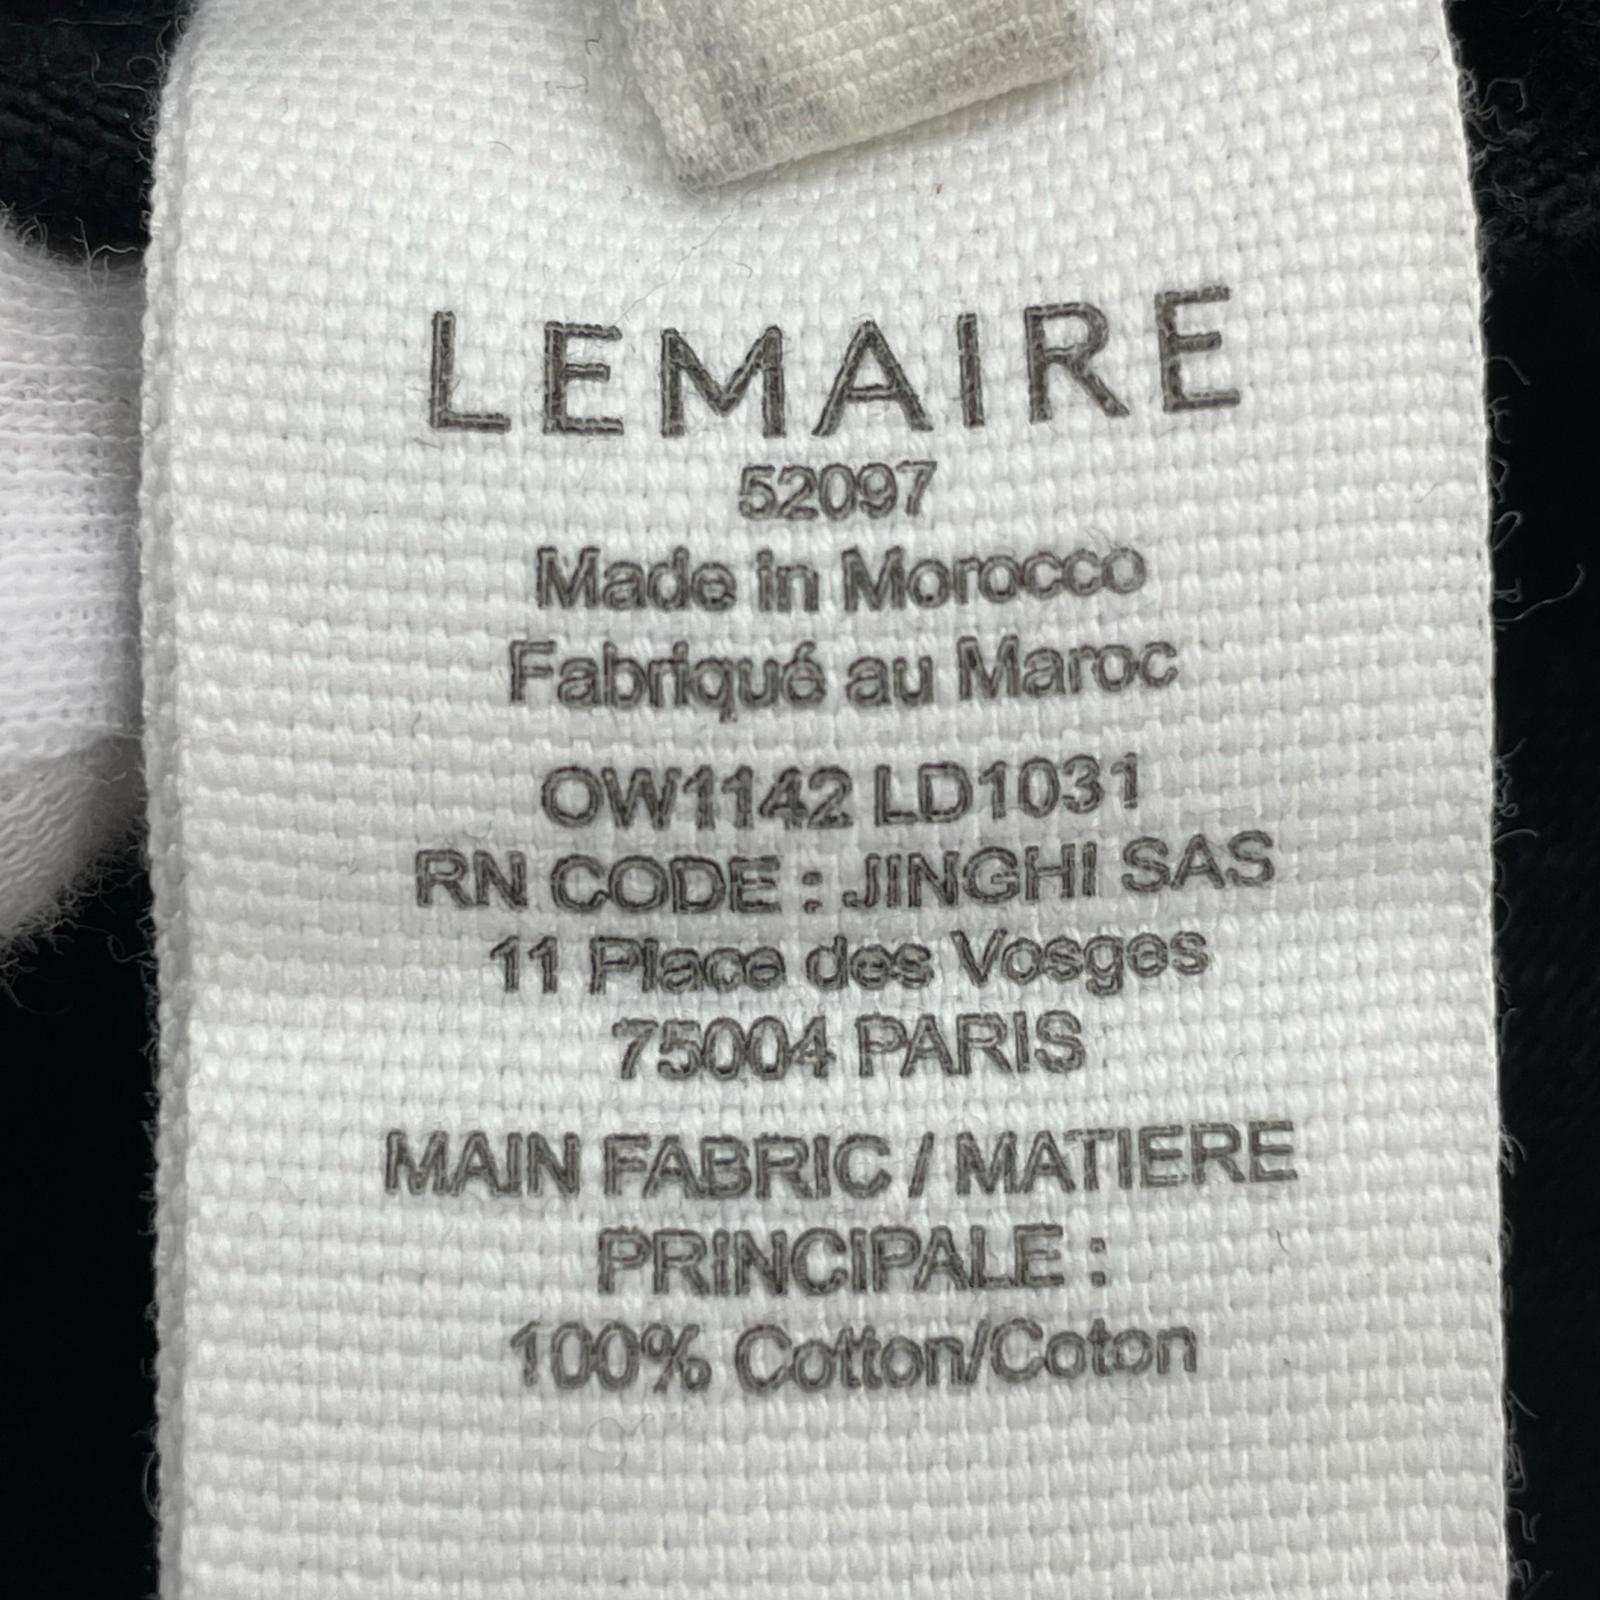 LEMAIRE
52097
Made in Morocco
Fabriqué au Maroc
OW1142 LD1031
RN CODE : JINGHI SAS
11 Place des Vosges
75004 PARIS
MAIN FABRIC / MATIERE
PRINCIPALE :
100% Cotton/Coton